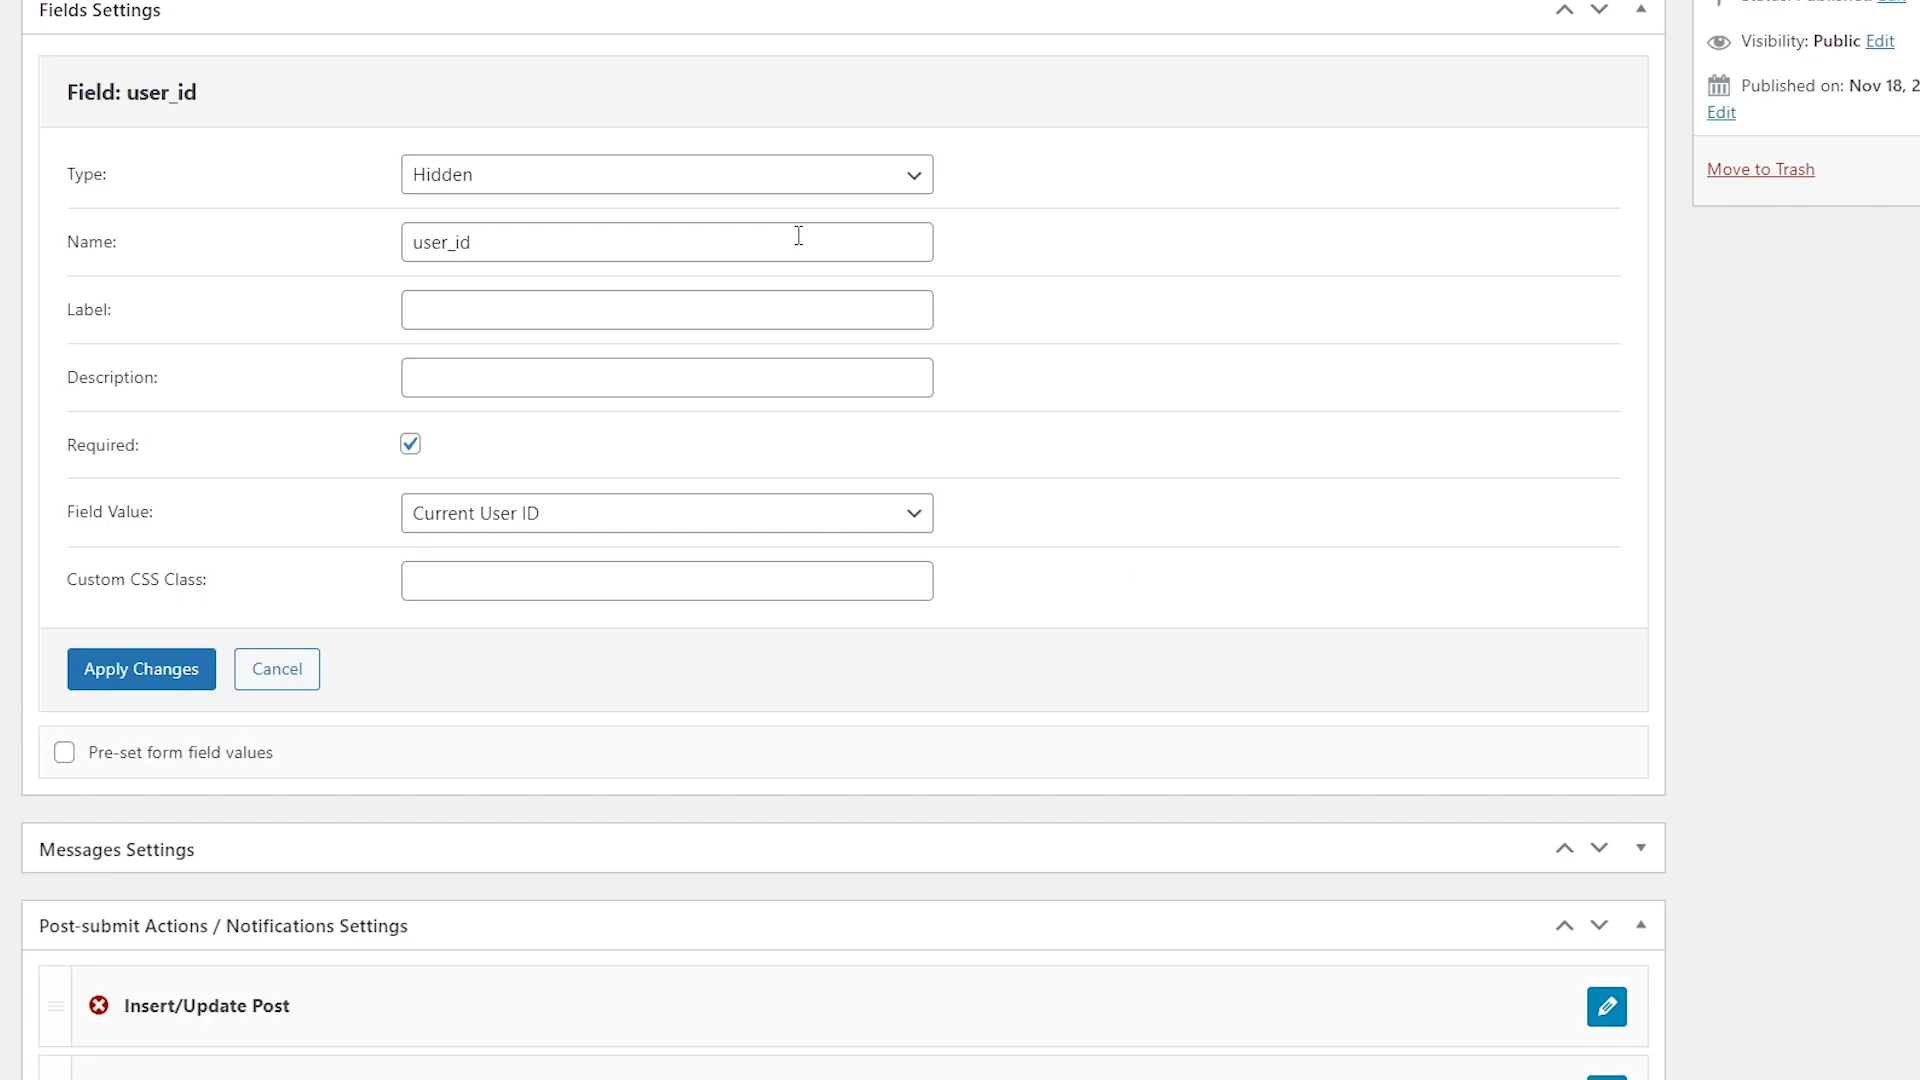 Fields Settings
Visibility: Public Edit
Field: user_id
Published on: Nov 18, 2
Edit
Type:
Hidden
Move to Trash
Name:
user_id
Label:
Description:
Required:
Field Value:
Current User ID
Custom CSS Class:
Apply Changes
Cancel
Pre-set form field values
Messages Settings
Post-submit Actions / Notifications Settings
Insert/Update Post